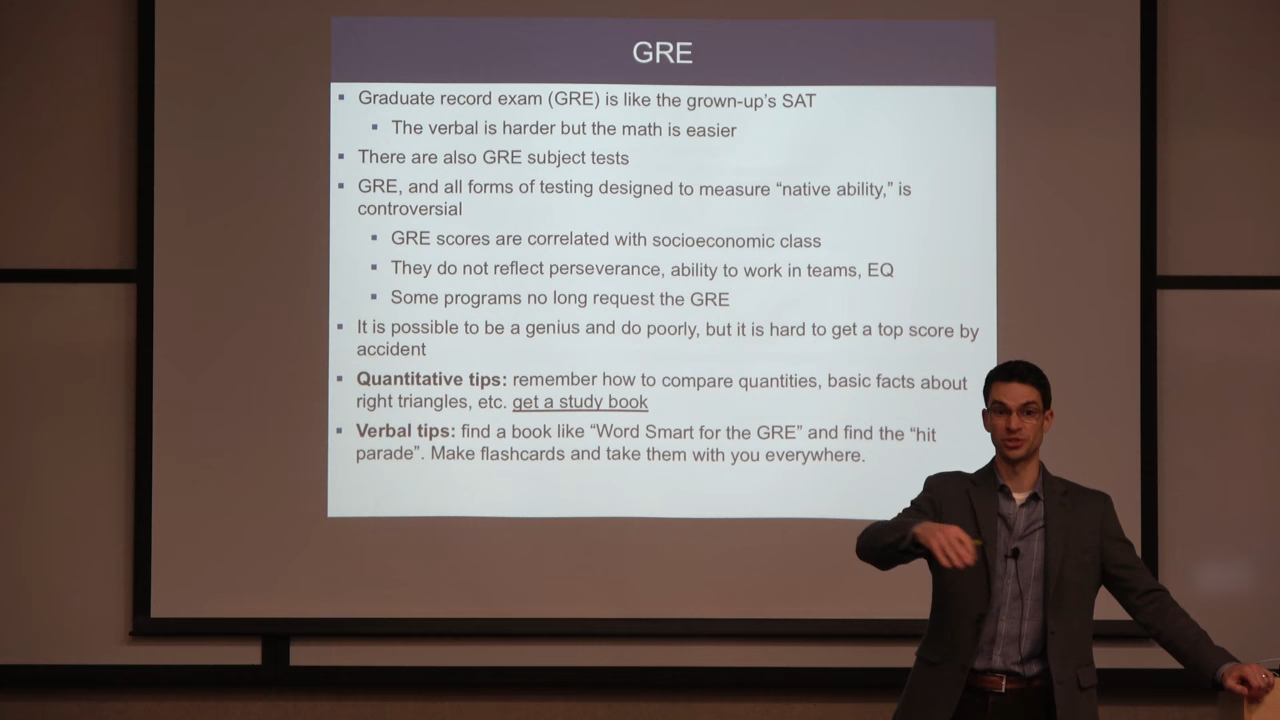 GRE
▪ Graduate record exam (GRE) is like the grown-up's SAT
▪ The verbal is harder but the math is easier
▪ There are also GRE subject tests
▪ GRE, and all forms of testing designed to measure “native ability,” is
controversial
▪ GRE scores are correlated with socioeconomic class
▪ They do not reflect perseverance, ability to work in teams, EQ
▪ Some programs no long request the GRE
▪ It is possible to be a genius and do poorly, but it is hard to get a top score by
accident
▪ Quantitative tips: remember how to compare quantities, basic facts about
right triangles, etc. get a study book
▪ Verbal tips: find a book like “Word Smart for the GRE” and find the “hit
parade”. Make flashcards and take them with you everywhere.